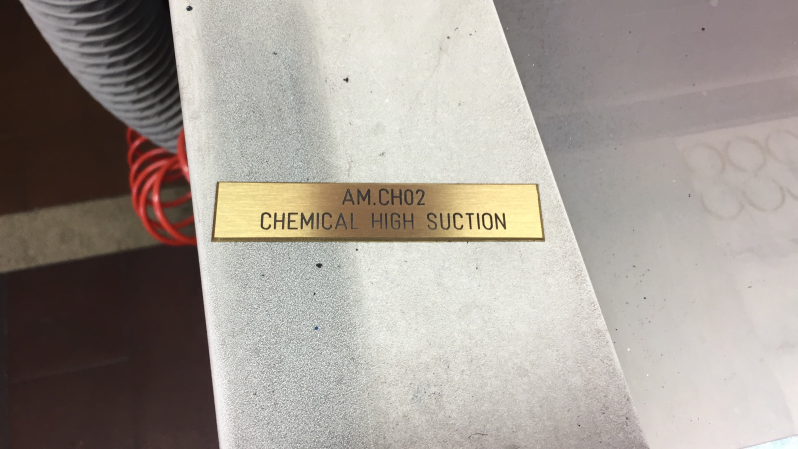 AM.CH02
CHEMICAL HIGH SUCTION